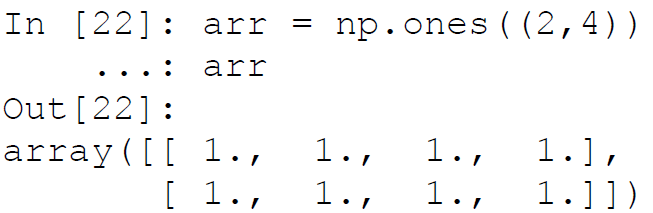 In [22]: arr = np.ones((2,4))
    ...: arr
Out[22]:
array([[ 1.,  1.,  1.,  1.],
       [ 1.,  1.,  1.,  1.]])